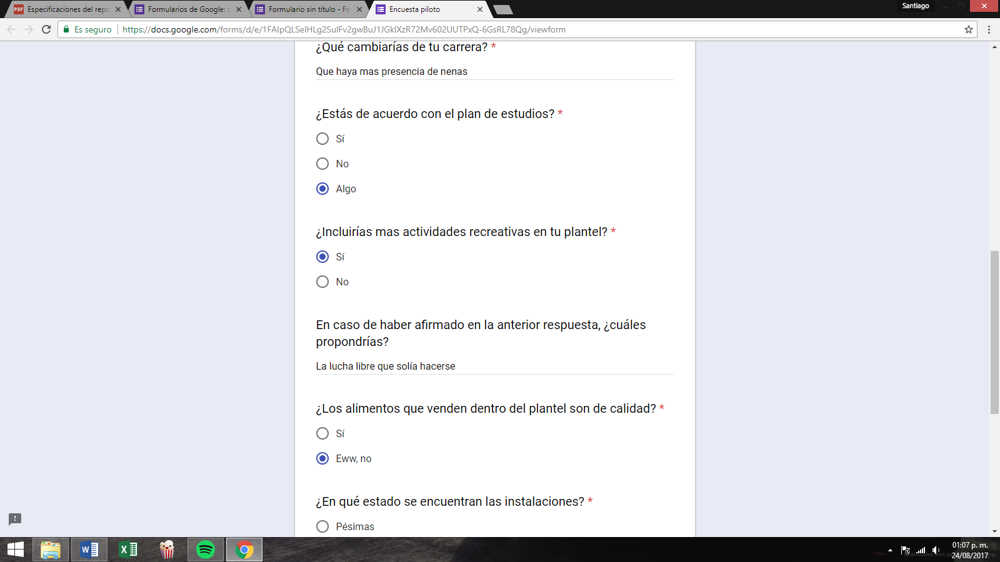 Especificaciones del repo
Formularios de Google:
Formulario sin título - Fo
Encuesta piloto
Santiago
Es seguro
https://docs.google.com/forms/d/e/1FAIpQLSelHLg2SuIFv2gwBuJ1JGklXzR72Mv602UUTPxQ-6GsRL78Qg/viewform
¿Qué cambiarías de tu carrera? *
Que haya mas presencia de nenas
¿Estás de acuerdo con el plan de estudios? *
Sí
No
Algo
¿Incluirías mas actividades recreativas en tu plantel? *
Sí
No
En caso de haber afirmado en la anterior respuesta, ¿cuáles
propondrías?
La lucha libre que solía hacerse
¿Los alimentos que venden dentro del plantel son de calidad? *
Sí
Eww, no
¿En qué estado se encuentran las instalaciones? *
Pésimas
01:07 p. m.
24/08/2017